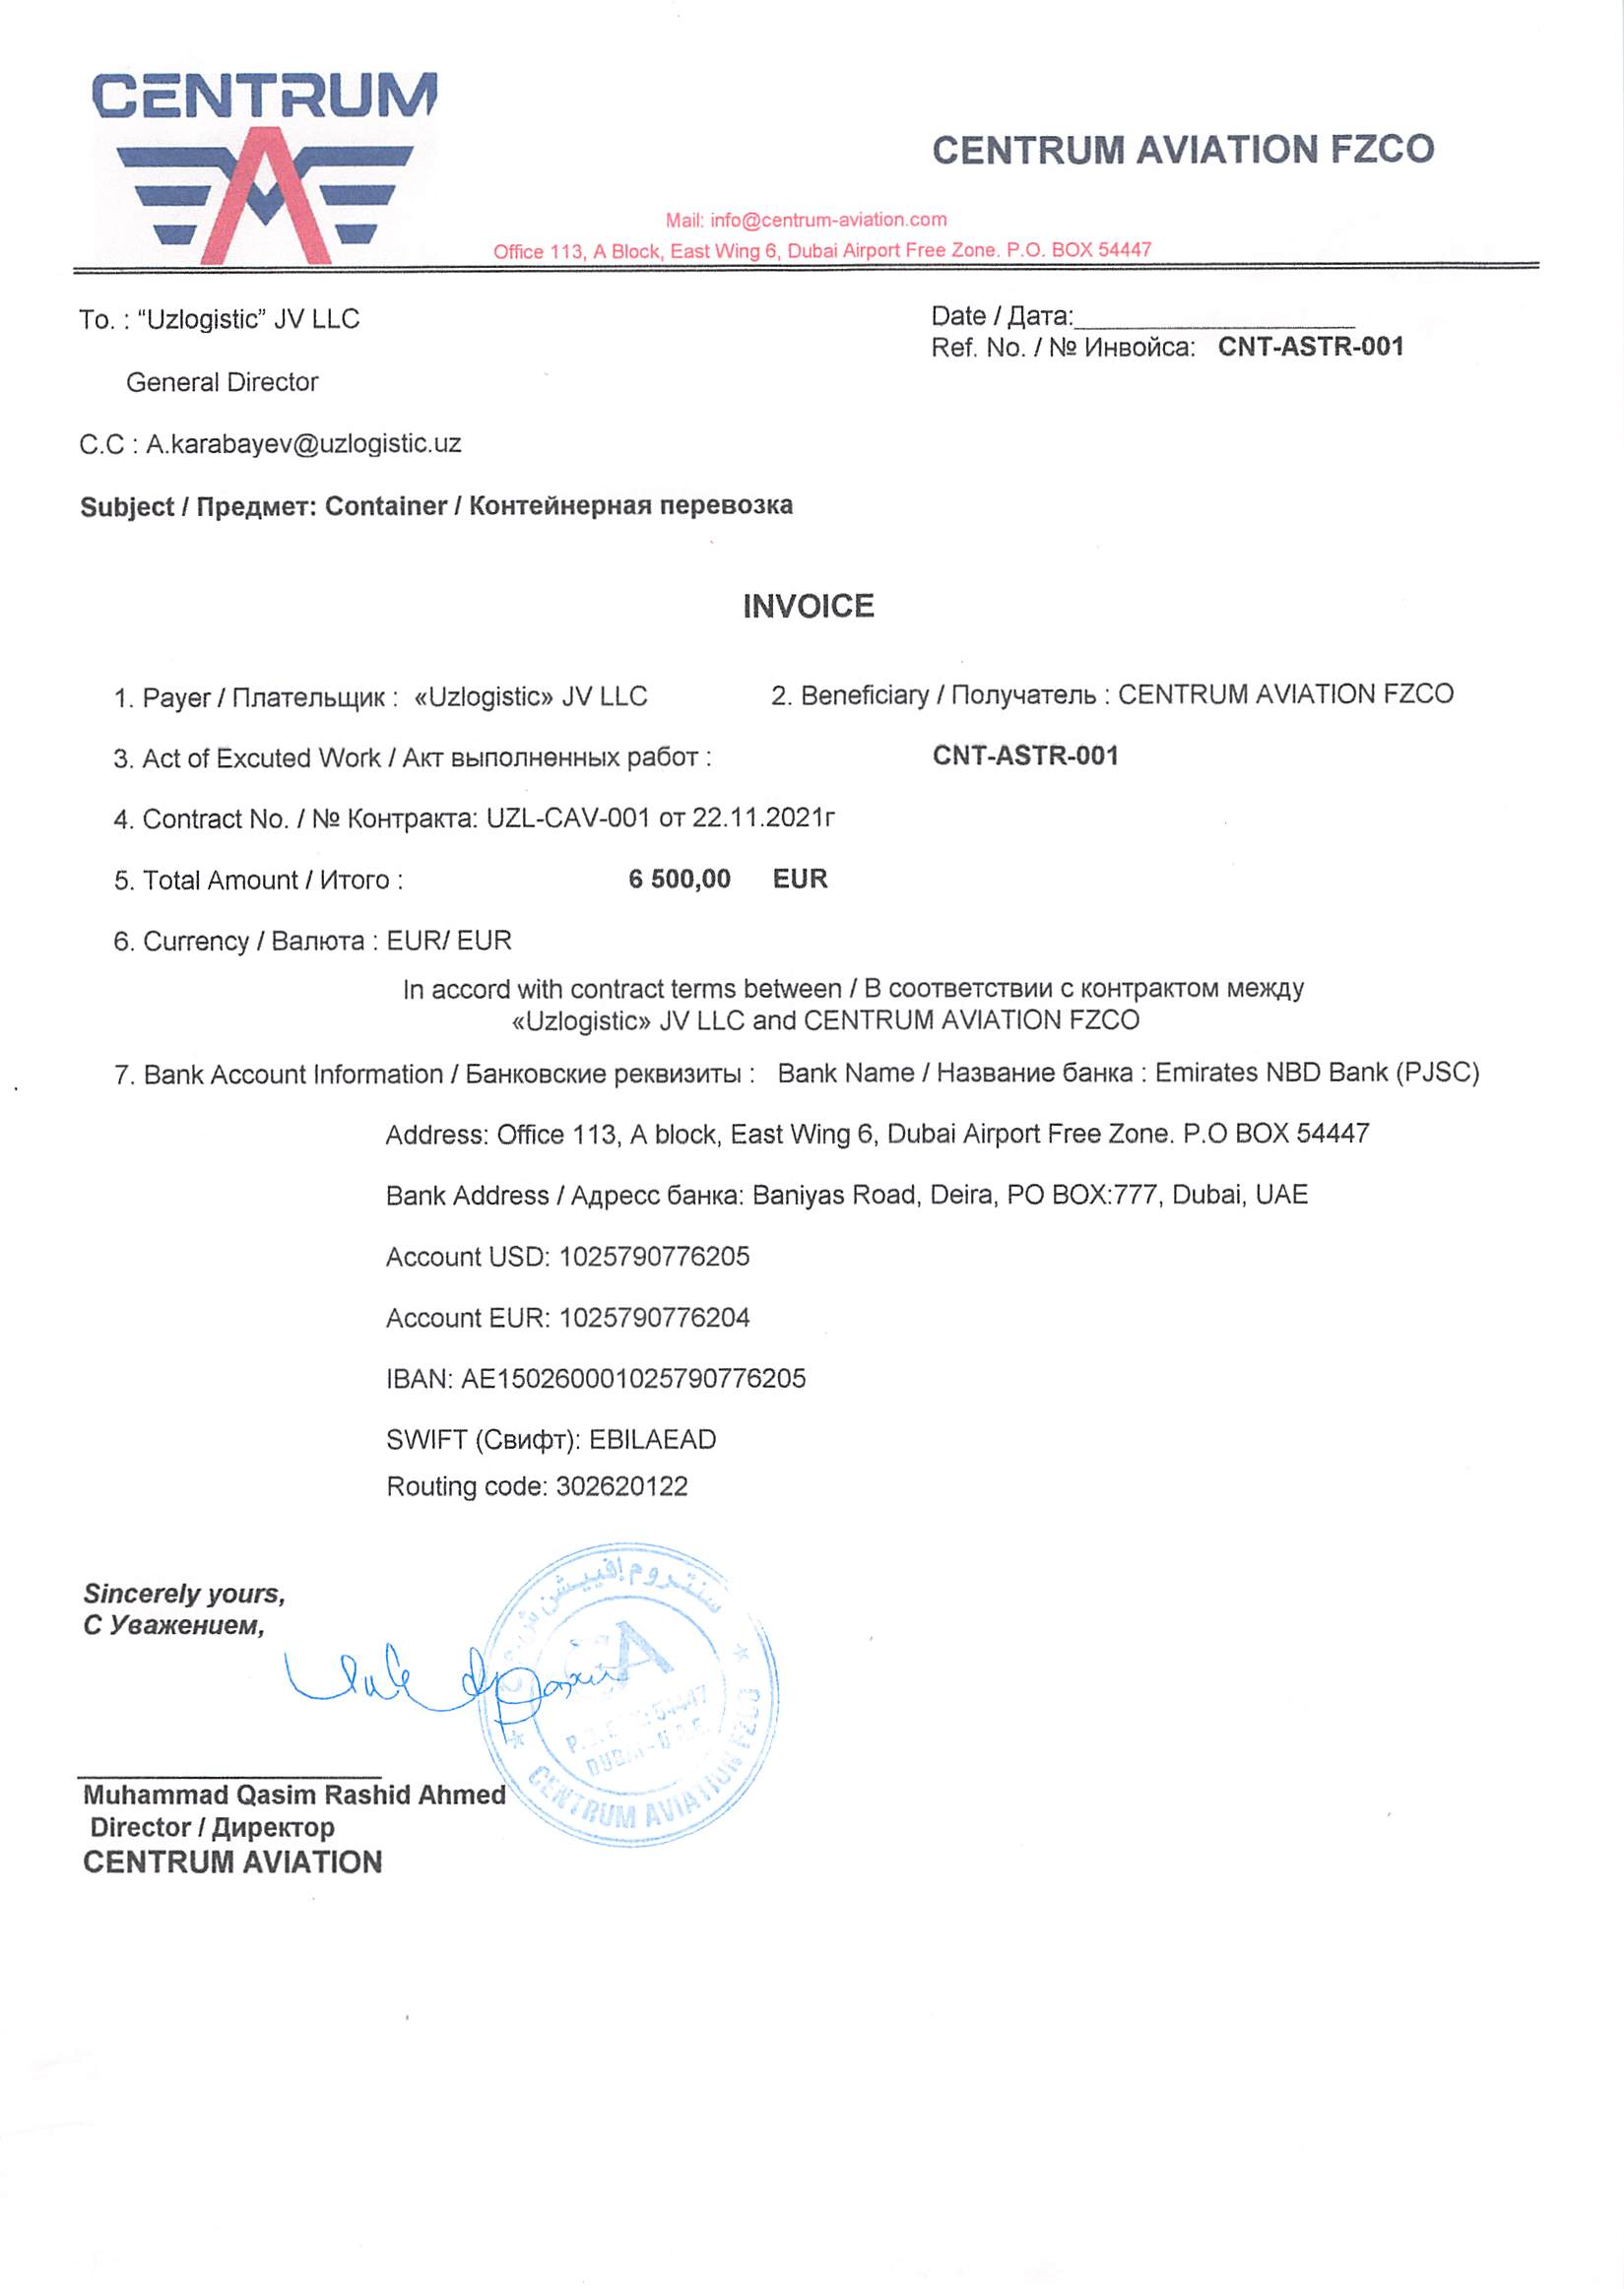 CENTRUM
CENTRUM AVIATION FZCO
Mail: info@centrum-aviation.com
Office 113, A Block, East Wing 6, Dubai Airport Free Zone. P.O. BOX 54447
To. : “Uzlogistic” JV LLC
Date / Дата:____________________
Ref. No. / № Инвойса: CNT-ASTR-001
General Director
C.C : A.karabayev@uzlogistic.uz
Subject / Предмет: Container / Контейнерная перевозка
INVOICE
1. Payer / Плательщик : «Uzlogistic» JV LLC 2. Beneficiary / Получатель : CENTRUM AVIATION FZCO
3. Act of Excuted Work / Акт выполненных работ : CNT-ASTR-001
4. Contract No. / № Контракта: UZL-CAV-001 от 22.11.2021г
5. Total Amount / Итого : 6 500,00 EUR
6. Currency / Валюта : EUR/ EUR
In accord with contract terms between / В соответствии с контрактом между
«Uzlogistic» JV LLC and CENTRUM AVIATION FZCO
7. Bank Account Information / Банковские реквизиты : Bank Name / Название банка : Emirates NBD Bank (PJSC)
Address: Office 113, A block, East Wing 6, Dubai Airport Free Zone. P.O BOX 54447
Bank Address / Адресс банка: Baniyas Road, Deira, PO BOX:777, Dubai, UAE
Account USD: 1025790776205
Account EUR: 1025790776204
IBAN: AE150260001025790776205
SWIFT (Свифт): EBILAEAD
Routing code: 302620122
Sincerely yours,
С Уважением,
سنتروم إفييشن
54447
CENTRUM AVIATION FZCO
Muhammad Qasim Rashid Ahmed
Director / Директор
CENTRUM AVIATION